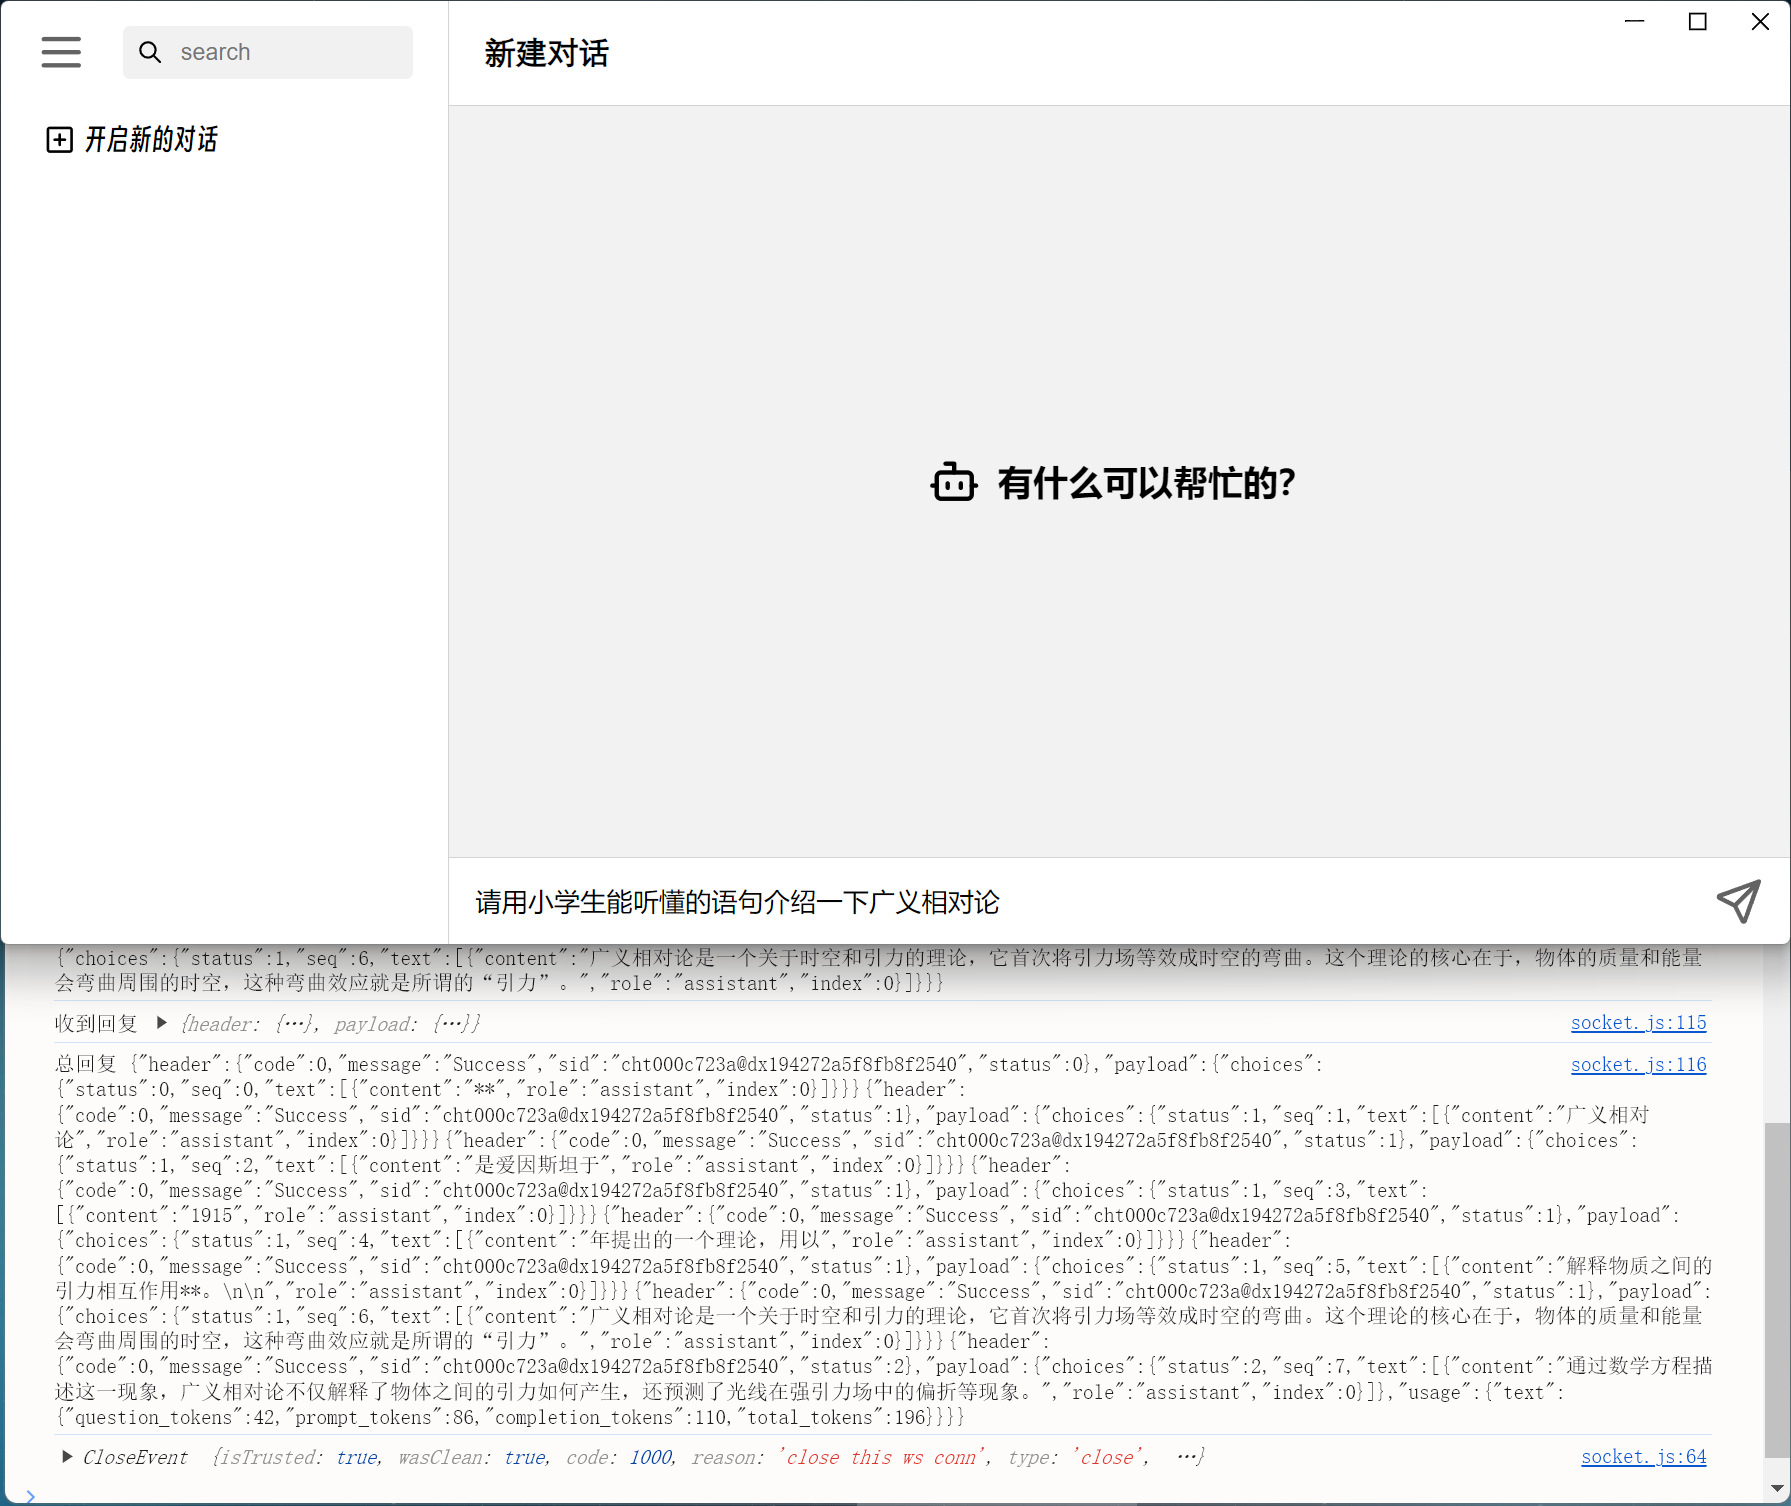 search
新建对话
开启新的对话
有什么可以帮忙的?
请用小学生能听懂的语句介绍一下广义相对论
{"choices":{"status":1,"seq":6,"text":[{"content":"广义相对论是一个关于时空和引力的理论，它首次将引力场等效成时空的弯曲。这个理论的核心在于，物体的质量和能量
会弯曲周围的时空，这种弯曲效应就是所谓的“引力”。","role":"assistant","index":0}]}}}
收到回复 ▶ {header: {…}, payload: {…}} socket.js:115
总回复 {"header":{"code":0,"message":"Success","sid":"cht000c723a@dx194272a5f8fb8f2540","status":0},"payload":{"choices": socket.js:116
{"status":0,"seq":0,"text":[{"content":"**","role":"assistant","index":0}]}}}{"header":
{"code":0,"message":"Success","sid":"cht000c723a@dx194272a5f8fb8f2540","status":1},"payload":{"choices":{"status":1,"seq":1,"text":[{"content":"广义相对
论","role":"assistant","index":0}]}}}{"header":{"code":0,"message":"Success","sid":"cht000c723a@dx194272a5f8fb8f2540","status":1},"payload":{"choices":
{"status":1,"seq":2,"text":[{"content":"是爱因斯坦于","role":"assistant","index":0}]}}}{"header":
{"code":0,"message":"Success","sid":"cht000c723a@dx194272a5f8fb8f2540","status":1},"payload":{"choices":{"status":1,"seq":3,"text":
[{"content":"1915","role":"assistant","index":0}]}}}{"header":{"code":0,"message":"Success","sid":"cht000c723a@dx194272a5f8fb8f2540","status":1},"payload":
{"choices":{"status":1,"seq":4,"text":[{"content":"年提出的一个理论，用以","role":"assistant","index":0}]}}}{"header":
{"code":0,"message":"Success","sid":"cht000c723a@dx194272a5f8fb8f2540","status":1},"payload":{"choices":{"status":1,"seq":5,"text":[{"content":"解释物质之间的
引力相互作用**。\n\n","role":"assistant","index":0}]}}}{"header":{"code":0,"message":"Success","sid":"cht000c723a@dx194272a5f8fb8f2540","status":1},"payload":
{"choices":{"status":1,"seq":6,"text":[{"content":"广义相对论是一个关于时空和引力的理论，它首次将引力场等效成时空的弯曲。这个理论的核心在于，物体的质量和能量
会弯曲周围的时空，这种弯曲效应就是所谓的“引力”。","role":"assistant","index":0}]}}}{"header":
{"code":0,"message":"Success","sid":"cht000c723a@dx194272a5f8fb8f2540","status":2},"payload":{"choices":{"status":2,"seq":7,"text":[{"content":"通过数学方程描
述这一现象，广义相对论不仅解释了物体之间的引力如何产生，还预测了光线在强引力场中的偏折等现象。","role":"assistant","index":0}]},"usage":{"text":
{"question_tokens":42,"prompt_tokens":86,"completion_tokens":110,"total_tokens":196}}}}
▶ CloseEvent {isTrusted: true, wasClean: true, code: 1000, reason: 'close this ws conn', type: 'close', …} socket.js:64